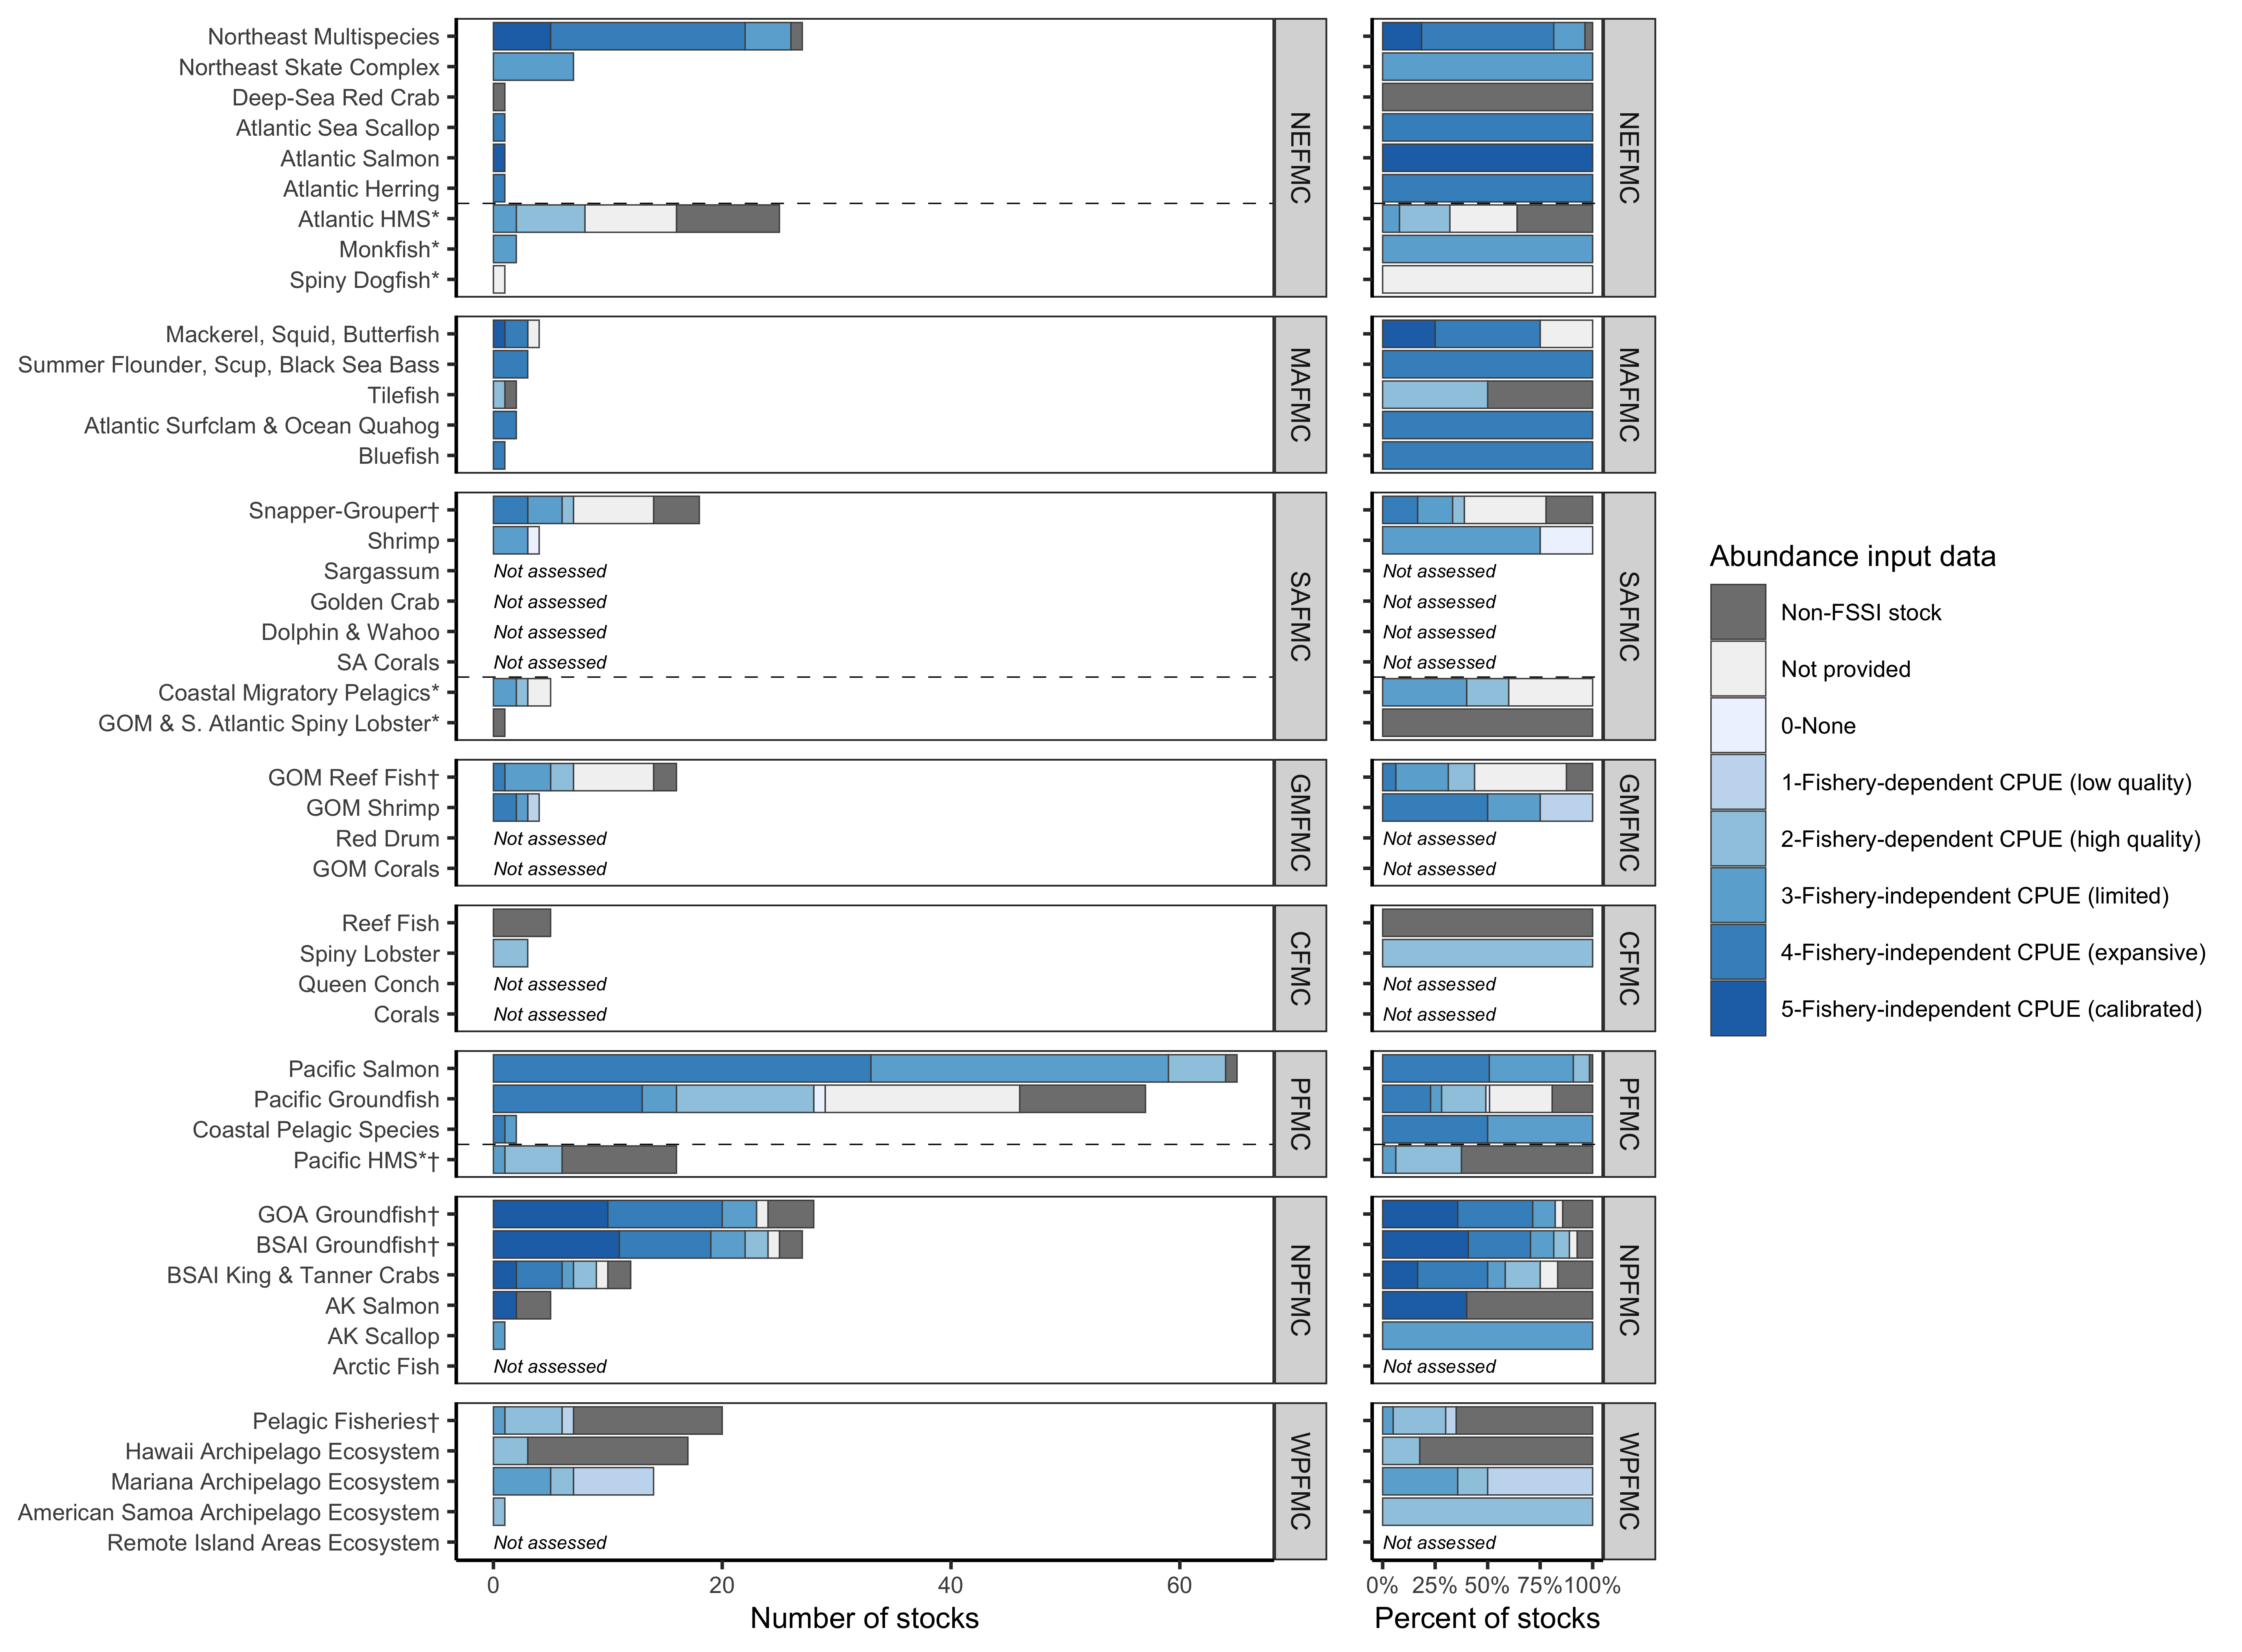 Northeast Multispecies
Northeast Skate Complex
Deep-Sea Red Crab
Atlantic Sea Scallop
Atlantic Salmon
Atlantic Herring
Atlantic HMS*
Monkfish*
Spiny Dogfish*
NEFMC
NEFMC
Mackerel, Squid, Butterfish
Summer Flounder, Scup, Black Sea Bass
Tilefish
Atlantic Surfclam & Ocean Quahog
Bluefish
MAFMC
MAFMC
Snapper-Grouper†
Shrimp
Sargassum Not assessed Not assessed
Golden Crab Not assessed Not assessed
Dolphin & Wahoo Not assessed Not assessed
SA Corals Not assessed Not assessed
Coastal Migratory Pelagics*
GOM & S. Atlantic Spiny Lobster*
SAFMC
SAFMC
GOM Reef Fish†
GOM Shrimp
Red Drum Not assessed Not assessed
GOM Corals Not assessed Not assessed
GMFMC
GMFMC
Reef Fish
Spiny Lobster
Queen Conch Not assessed Not assessed
Corals Not assessed Not assessed
CFMC
CFMC
Pacific Salmon
Pacific Groundfish
Coastal Pelagic Species
Pacific HMS*†
PFMC
PFMC
GOA Groundfish†
BSAI Groundfish†
BSAI King & Tanner Crabs
AK Salmon
AK Scallop
Arctic Fish Not assessed Not assessed
NPFMC
NPFMC
Pelagic Fisheries†
Hawaii Archipelago Ecosystem
Mariana Archipelago Ecosystem
American Samoa Archipelago Ecosystem
Remote Island Areas Ecosystem Not assessed Not assessed
WPFMC
WPFMC
0 20 40 60
Number of stocks
0% 25% 50% 75% 100%
Percent of stocks
Abundance input data
Non-FSSI stock
Not provided
0-None
1-Fishery-dependent CPUE (low quality)
2-Fishery-dependent CPUE (high quality)
3-Fishery-independent CPUE (limited)
4-Fishery-independent CPUE (expansive)
5-Fishery-independent CPUE (calibrated)